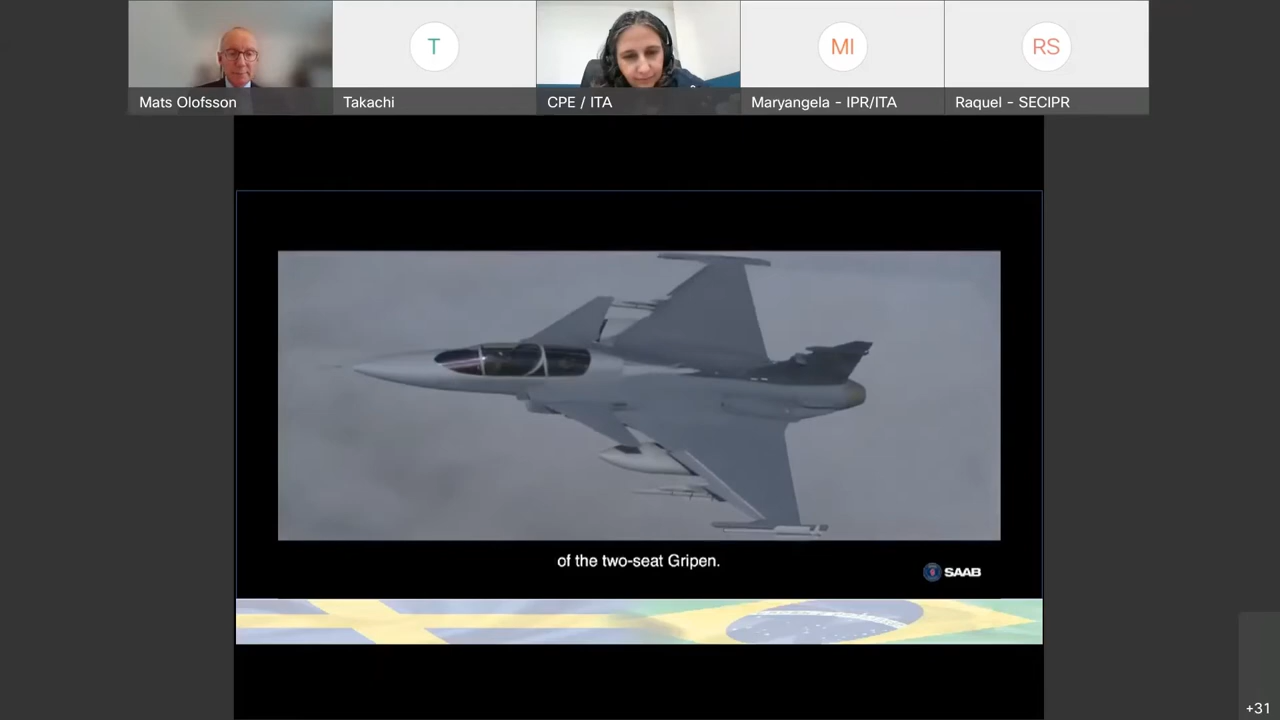 Mats Olofsson
T
Takachi
CPE / ITA
MI
Maryangela - IPR/ITA
RS
Raquel - SECIPR
of the two-seat Gripen.
SAAB
+31